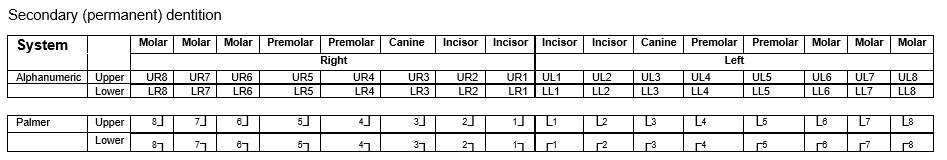 Secondary (permanent) dentition
System Molar Molar Molar Premolar Premolar Canine Incisor Incisor Incisor Incisor Canine Premolar Premolar Molar Molar Molar
Right Left
Alphanumeric Upper UR8 UR7 UR6 UR5 UR4 UR3 UR2 UR1 UL1 UL2 UL3 UL4 UL5 UL6 UL7 UL8
Lower LR8 LR7 LR6 LR5 LR4 LR3 LR2 LR1 LL1 LL2 LL3 LL4 LL5 LL6 LL7 LL8
Palmer Upper 8┘ 7┘ 6┘ 5┘ 4┘ 3┘ 2┘ 1┘ └1 └2 └3 └4 └5 └6 └7 └8
Lower 8┐ 7┐ 6┐ 5┐ 4┐ 3┐ 2┐ 1┐ ┌1 ┌2 ┌3 ┌4 ┌5 ┌6 ┌7 ┌8